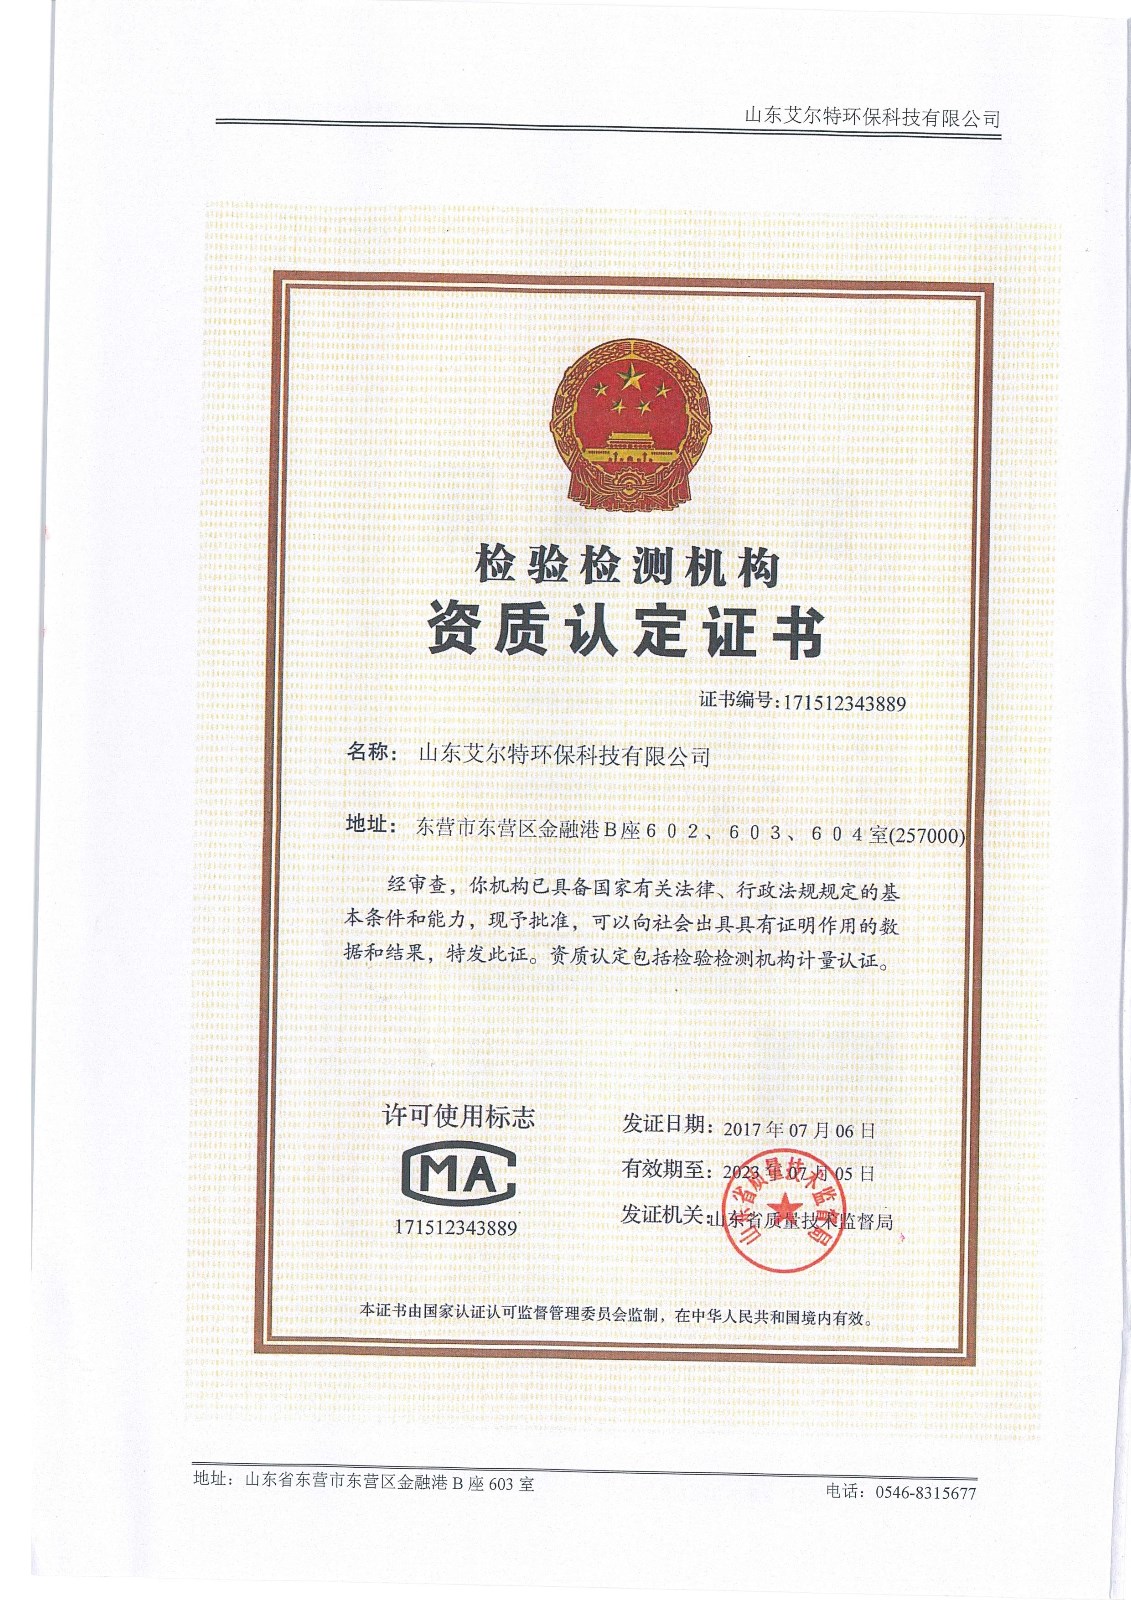 山东艾尔特环保科技有限公司
检验检测机构
资质认定证书
证书编号:171512343889
名称： 山东艾尔特环保科技有限公司
地址： 东营市东营区金融港B座６０２、６０３、６０４室(257000)
经审查，你机构已具备国家有关法律、行政法规规定的基
本条件和能力，现予批准，可以向社会出具具有证明作用的数
据和结果，特发此证。资质认定包括检验检测机构计量认证。
许可使用标志
MA
171512343889
发证日期：2017年07月06日
有效期至：2023年07月05日
发证机关:山东省质量技术监督局
山东省质量技术监督局
本证书由国家认证认可监督管理委员会监制，在中华人民共和国境内有效。
地址：山东省东营市东营区金融港 B 座 603 室
电话：0546-8315677